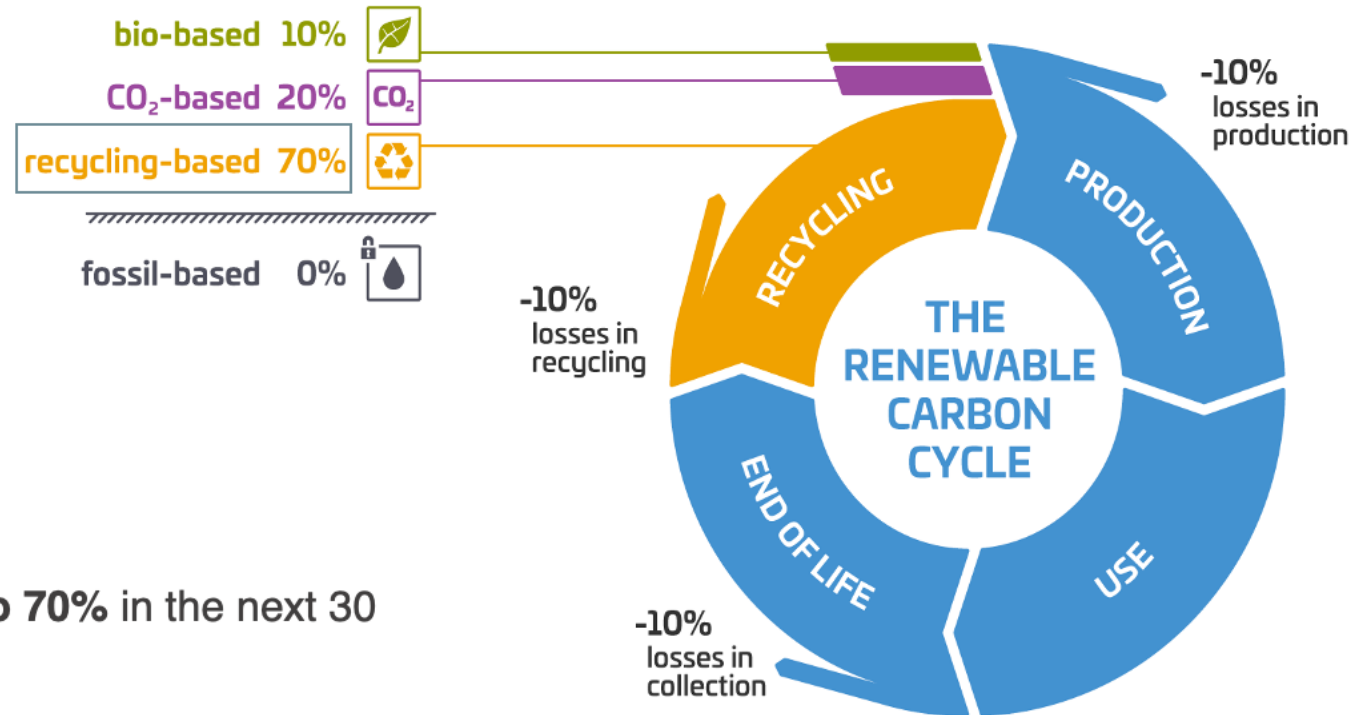 bio-based 10%
CO₂-based 20% CO₂
recycling-based 70%
fossil-based 0%
-10%
losses in
production
PRODUCTION
RECYCLING
-10%
losses in
recycling
THE
RENEWABLE
CARBON
CYCLE
END OF LIFE
USE
70% in the next 30
-10%
losses in
collection